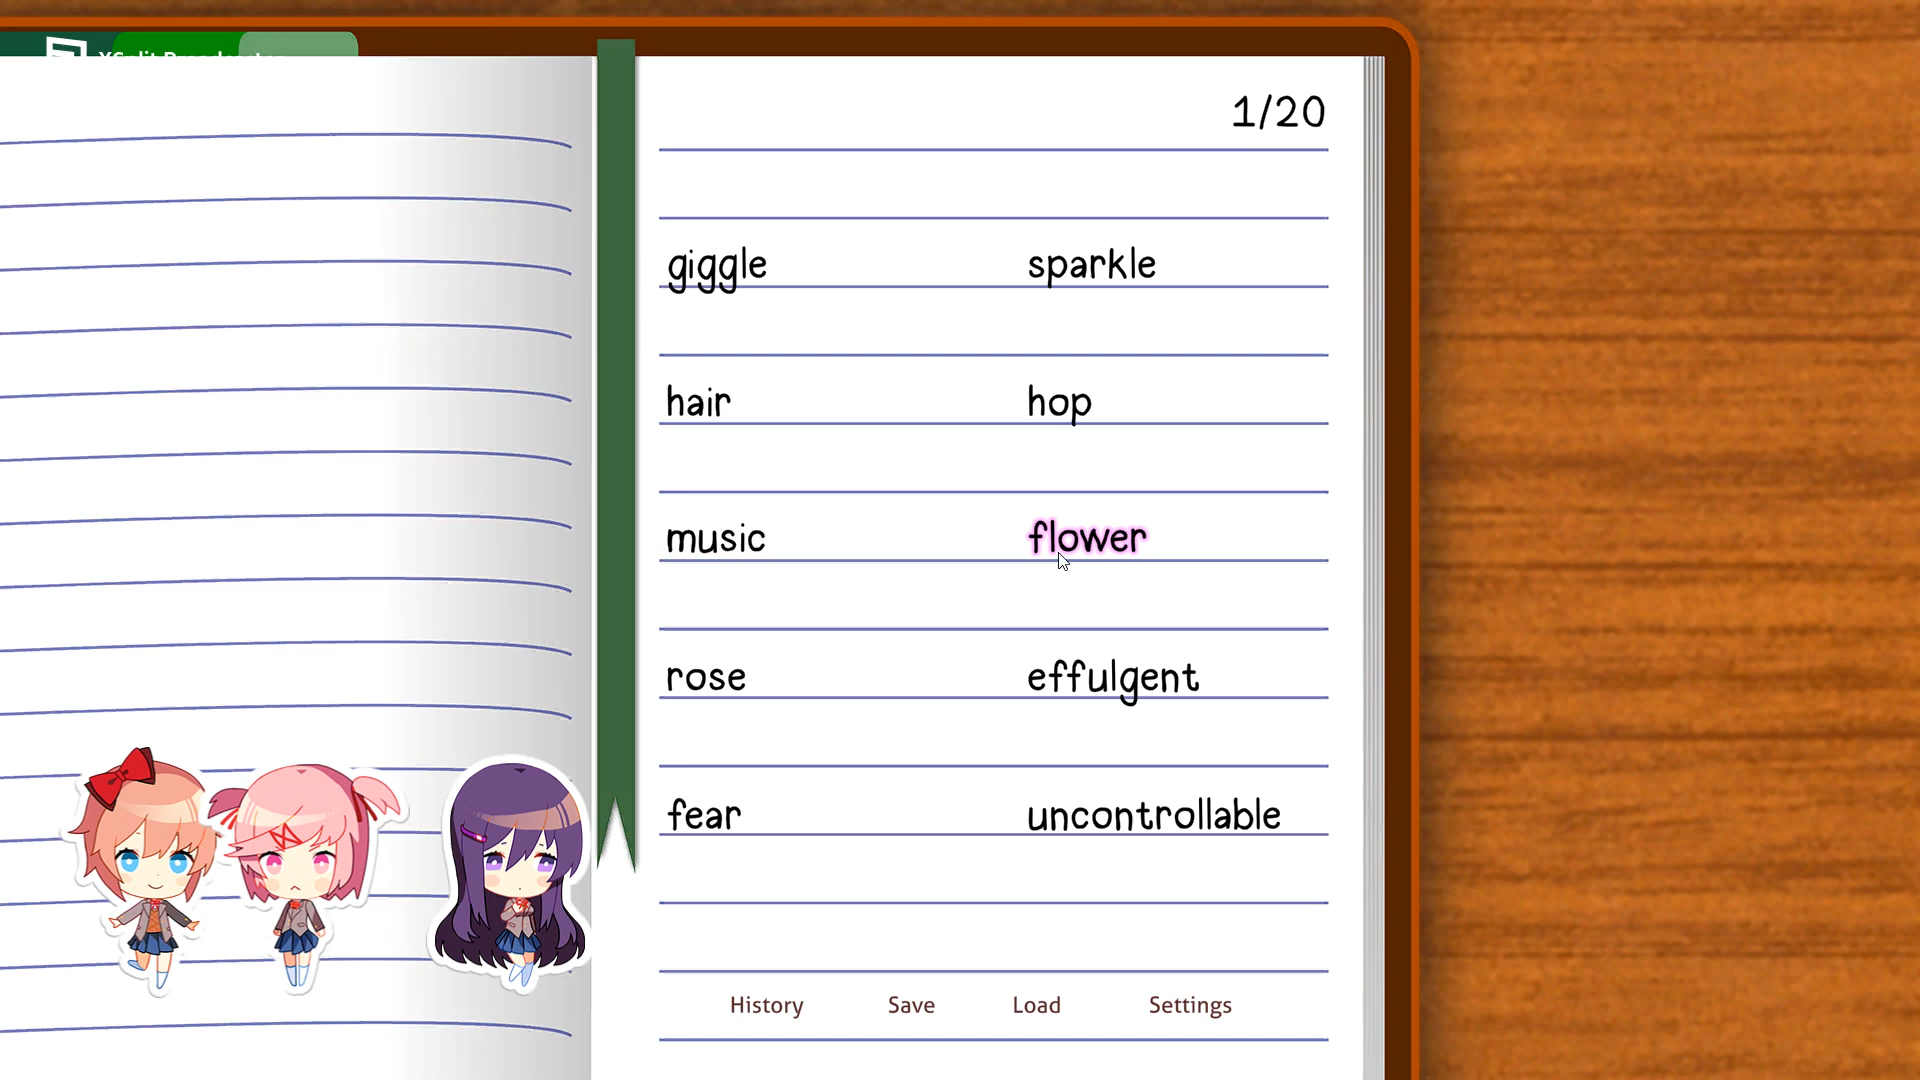 1/20
giggle sparkle
hair hop
music flower
rose effulgent
fear uncontrollable
History Save Load Settings